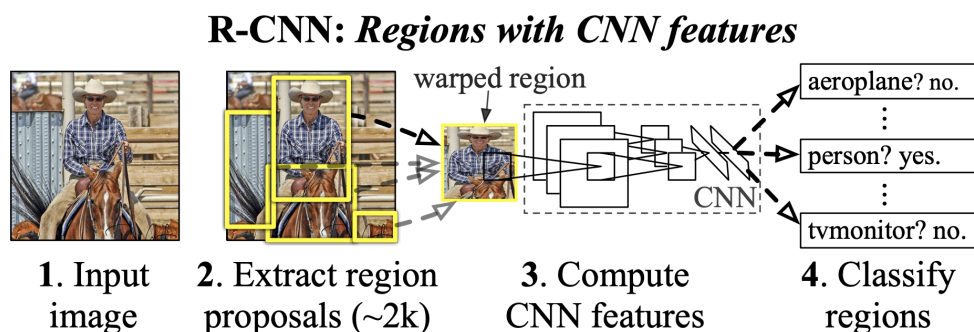 R-CNN: Regions with CNN features
warped region
aeroplane? no.
⋮
person? yes.
⋮
tvmonitor? no.
CNN
1. Input
image
2. Extract region
proposals (~2k)
3. Compute
CNN features
4. Classify
regions